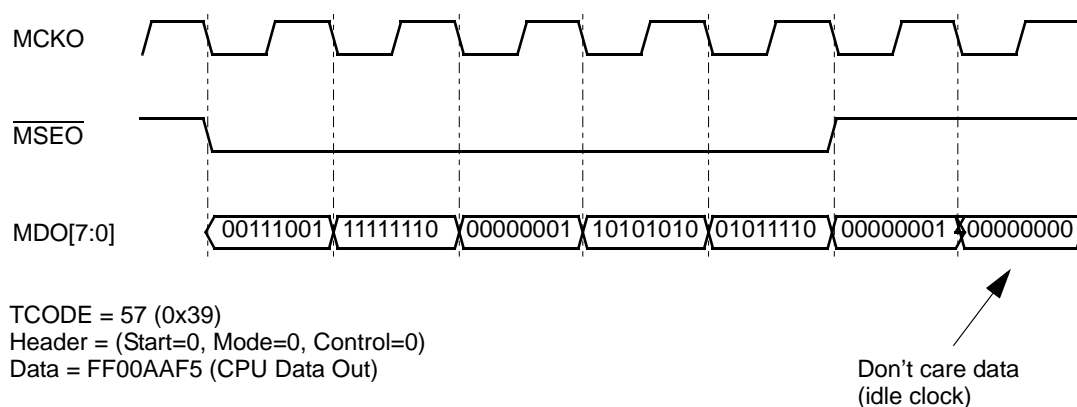 MCKO
MSEO
MDO[7:0]
00111001 11111110 00000001 10101010 01011110 00000001 00000000
TCODE = 57 (0x39)
Header = (Start=0, Mode=0, Control=0)
Data = FF00AAF5 (CPU Data Out)
Don't care data
(idle clock)